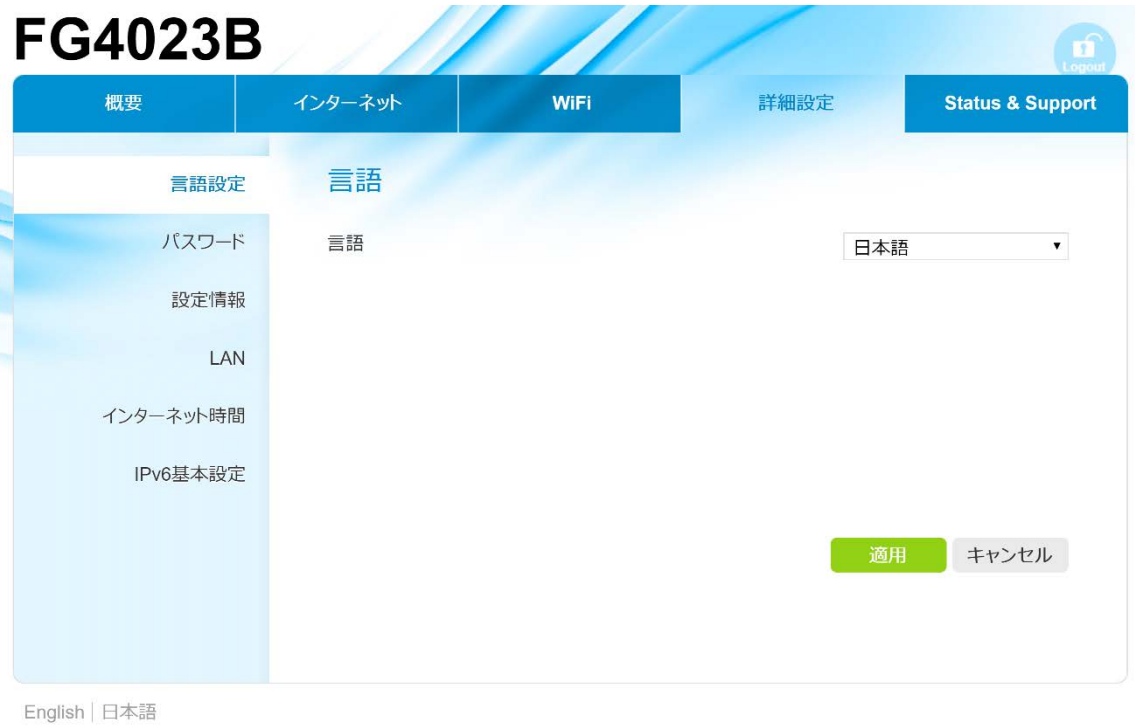 FG4023B
Logout
概要 インターネット WiFi 詳細設定 Status & Support
言語設定
パスワード
設定情報
LAN
インターネット時間
IPv6基本設定
言語
言語 日本語
適用 キャンセル
English | 日本語